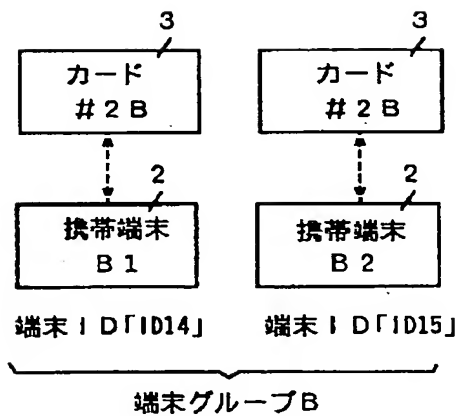 3
カード
#2B
3
カード
#2B
2
携帯端末
B1
2
携帯端末
B2
端末ID「ID14」
端末ID「ID15」
端末グループB